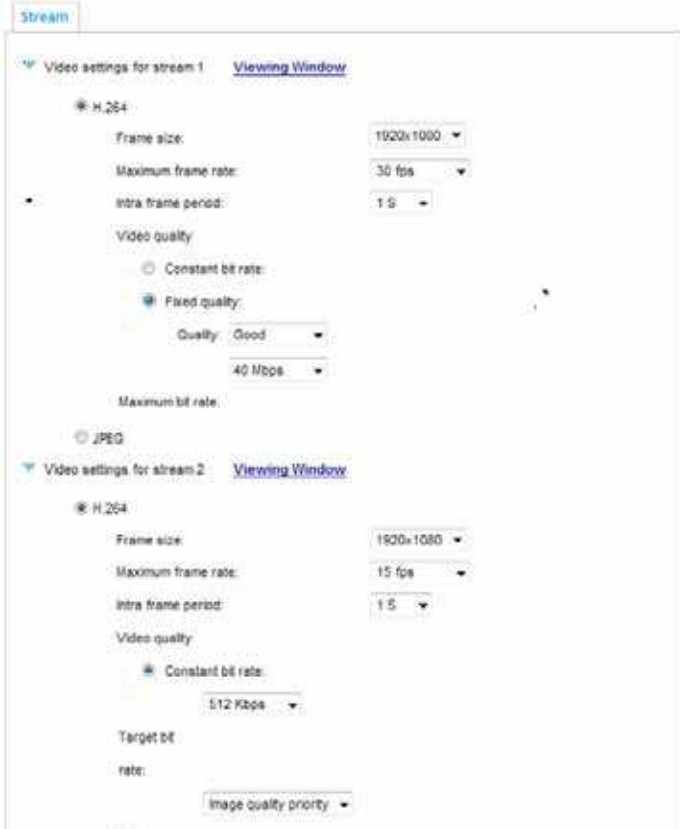 Stream
Video settings for stream 1 Viewing Window
H.264
Frame size: 1920x1080
Maximum frame rate: 30 fps
Intra frame period: 1 S
Video quality
Constant bit rate:
Fixed quality:
Quality: Good
40 Mbps
Maximum bit rate:
JPEG
Video settings for stream 2 Viewing Window
H.264
Frame size: 1920x1080
Maximum frame rate: 15 fps
Intra frame period: 1 S
Video quality
Constant bit rate:
512 Kbps
Target bit
rate:
Image quality priority